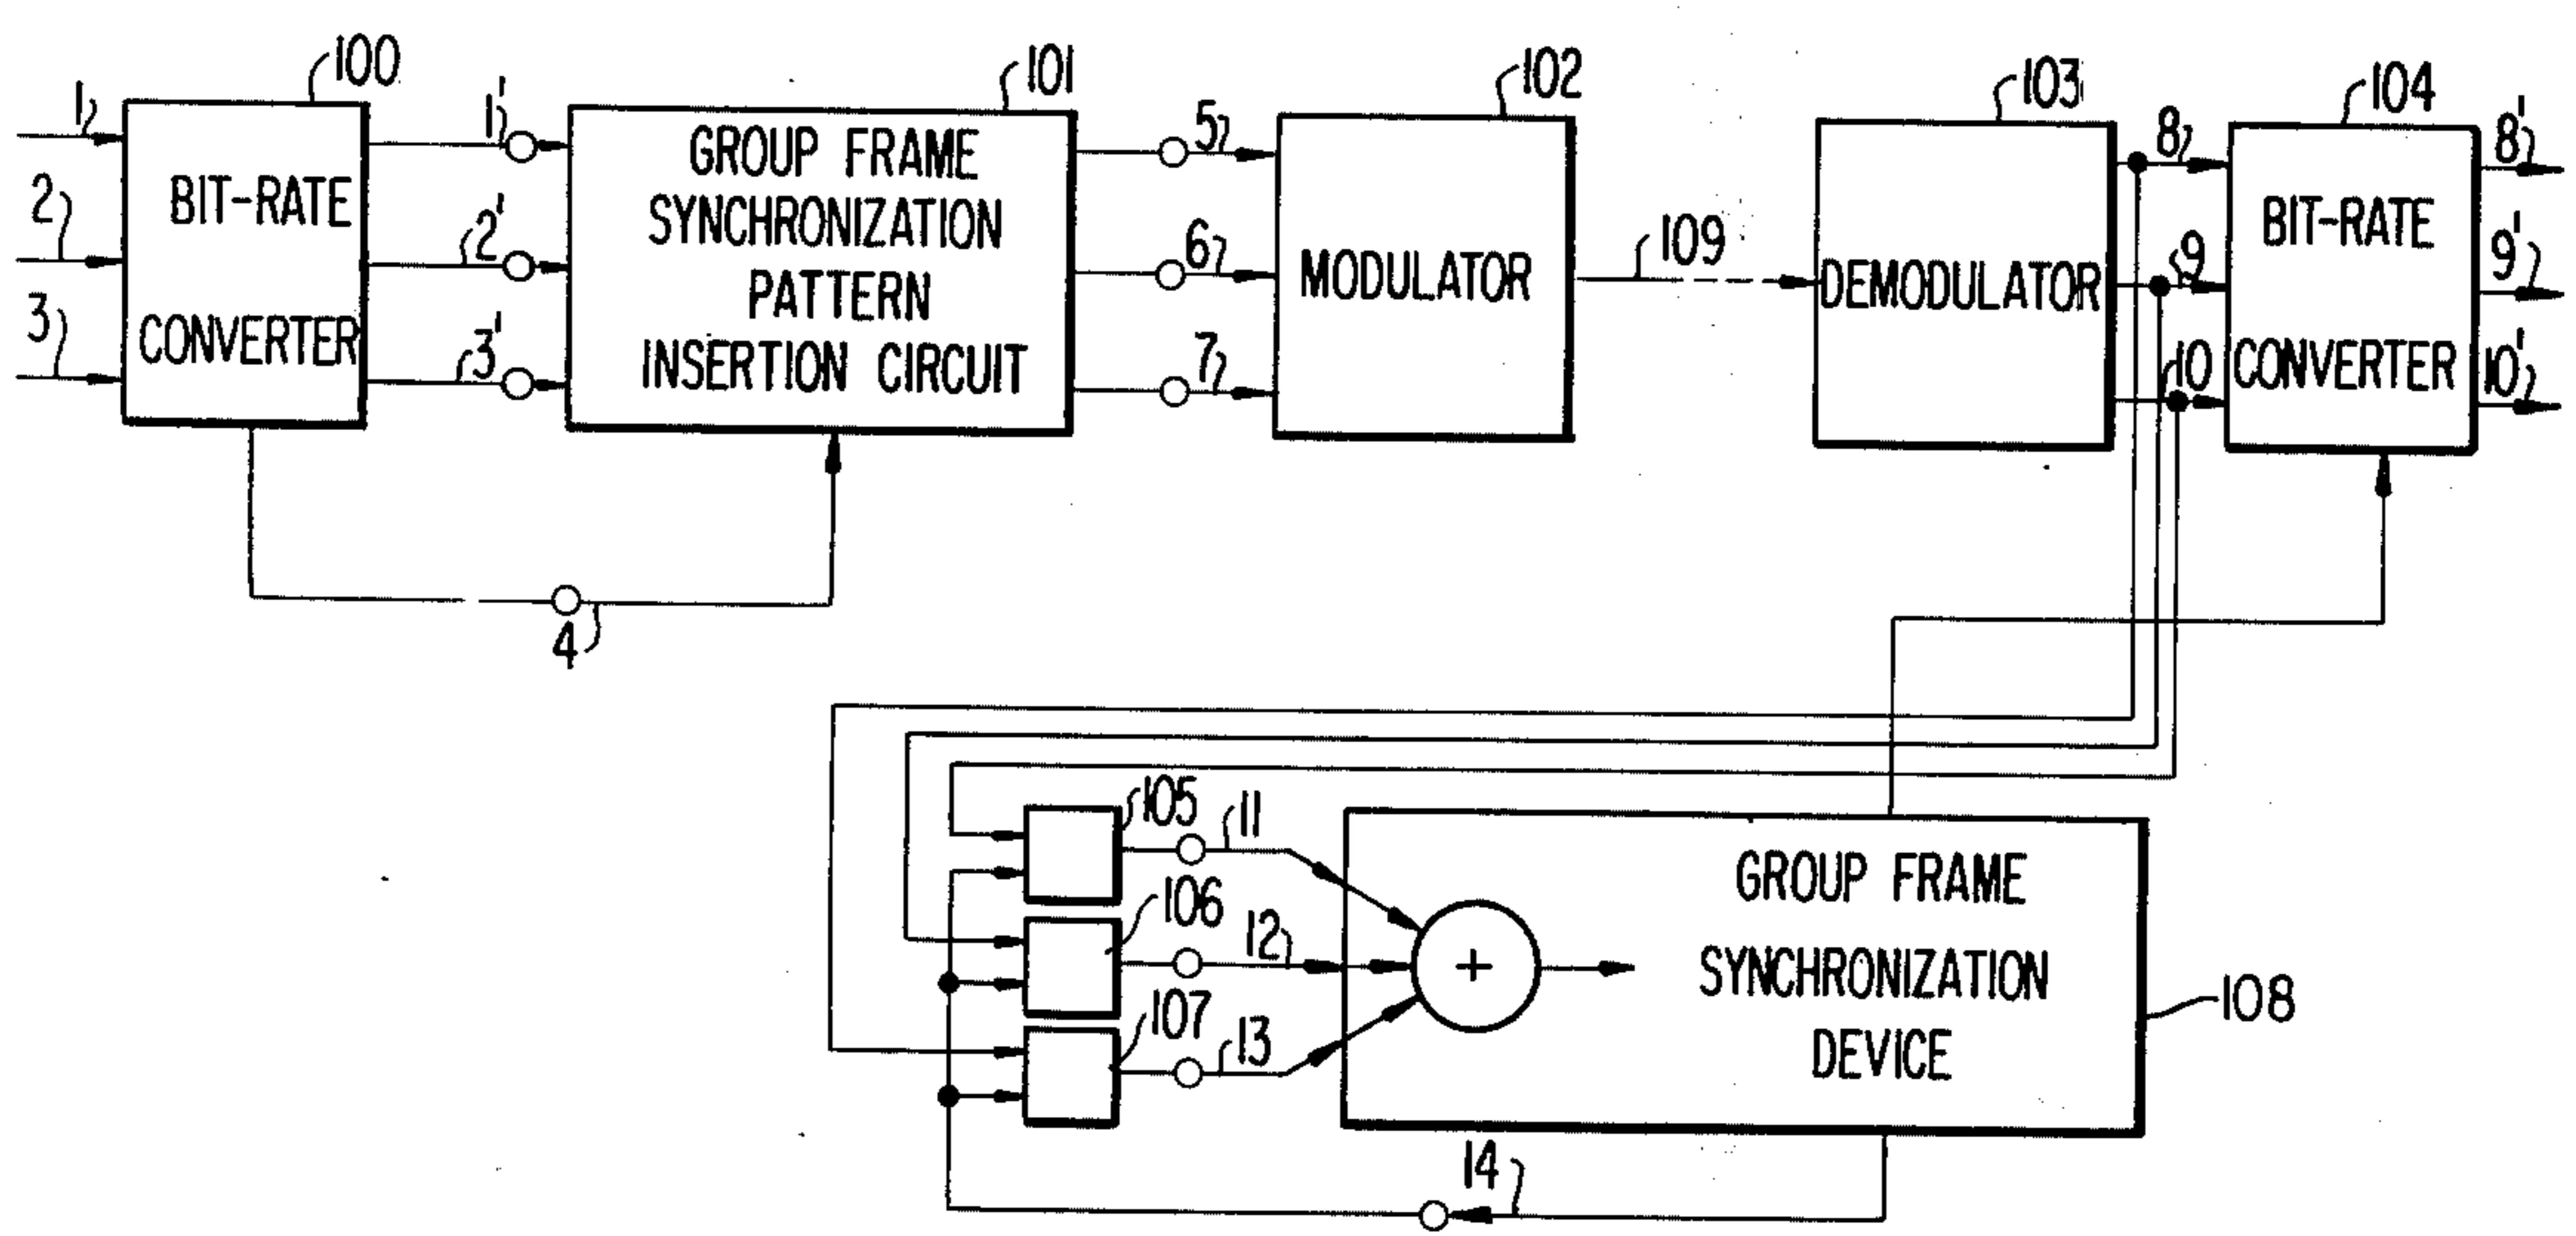 100
101
102
103
104
1
2
3
BIT-RATE
CONVERTER
1'
2'
3'
GROUP FRAME
SYNCHRONIZATION
PATTERN
INSERTION CIRCUIT
5
6
7
MODULATOR
109
DEMODULATOR
8
9
10
BIT-RATE
CONVERTER
8'
9'
10'
4
105
106
107
11
12
13
+
GROUP FRAME
SYNCHRONIZATION
DEVICE
108
14